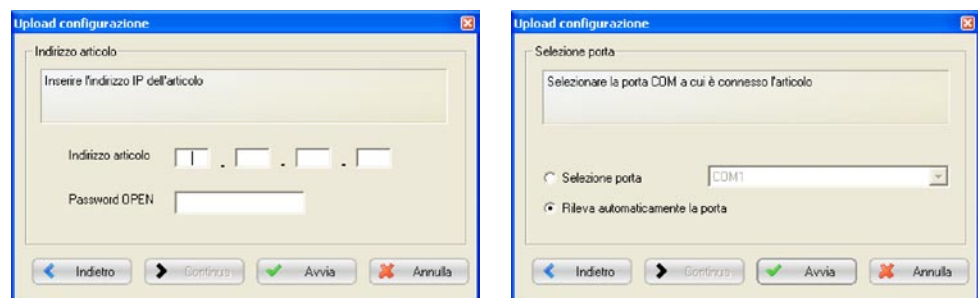 Upload configurazione
Indirizzo articolo
Inserire l'indirizzo IP dell'articolo
Indirizzo articolo . . .
Password OPEN
Indietro Continua Avvia Annulla
Upload configurazione
Selezione porta
Selezionare la porta COM a cui è connesso l'articolo
Selezione porta COM1
Rileva automaticamente la porta
Indietro Continua Avvia Annulla